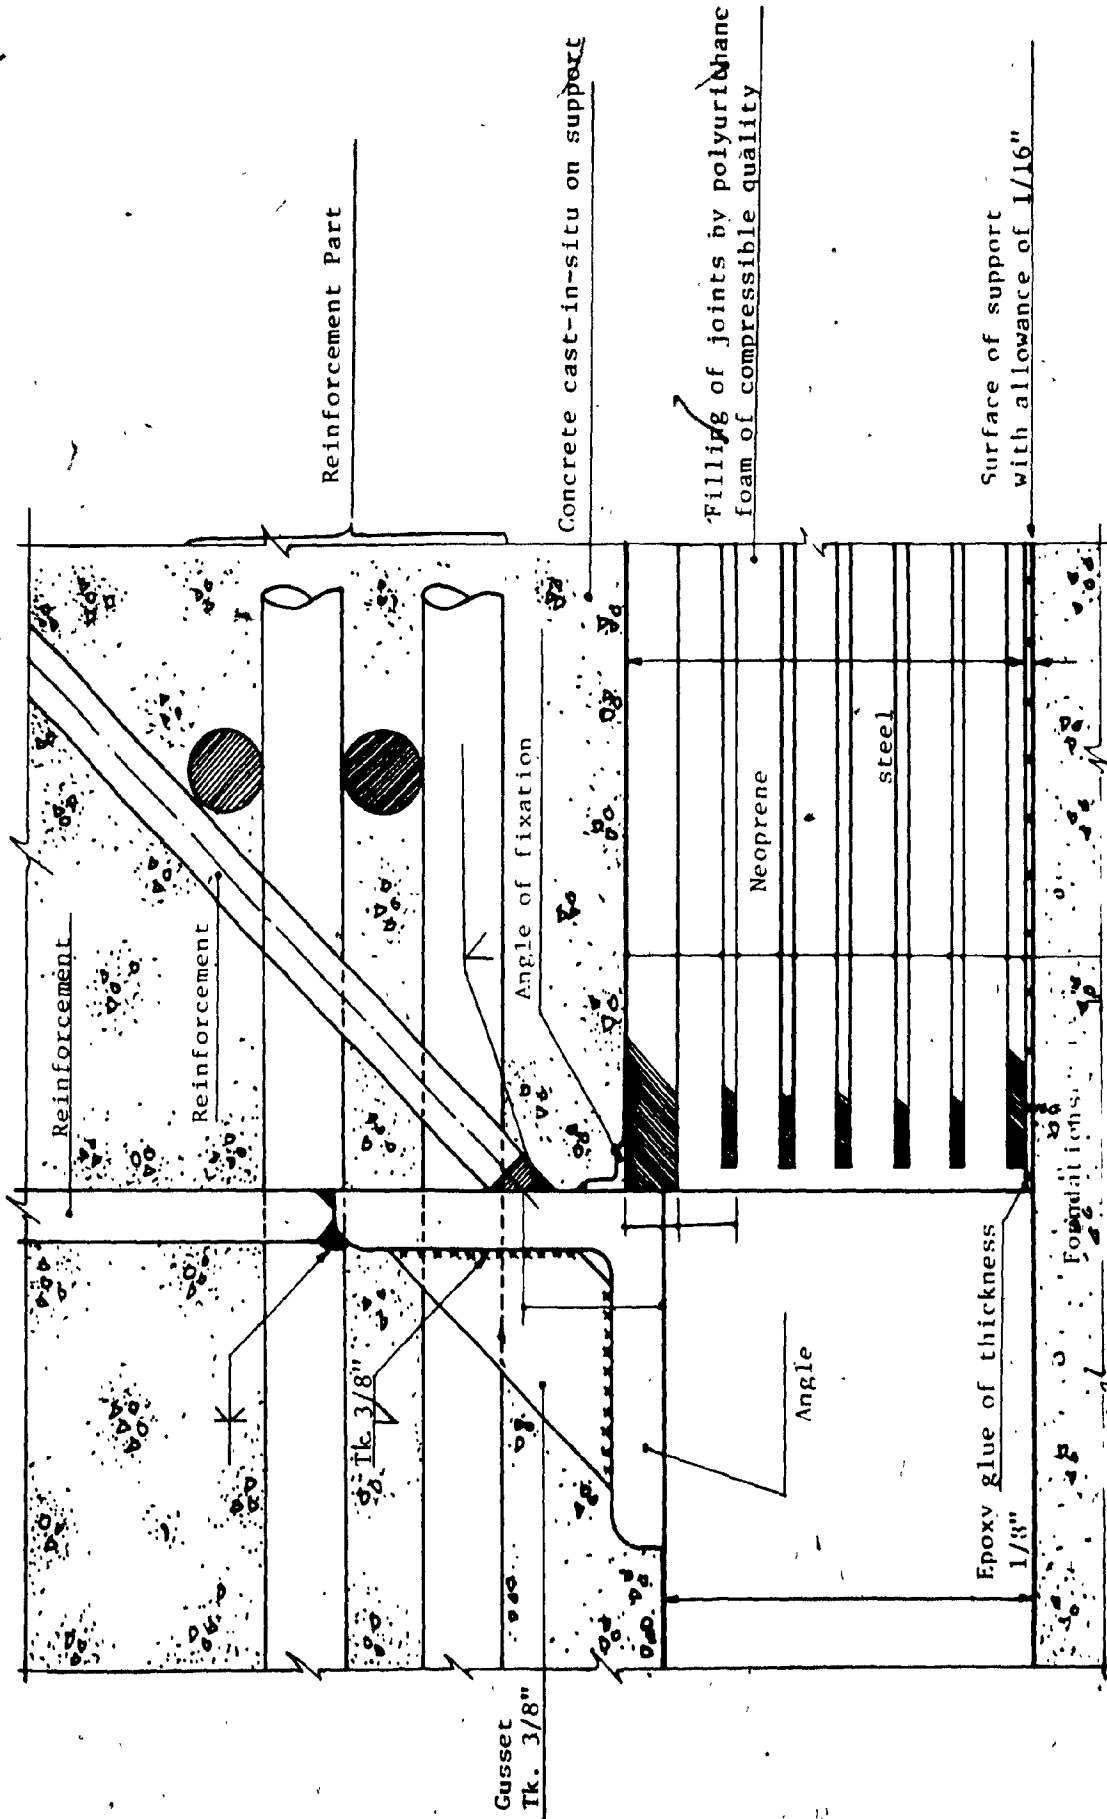 Reinforcement
Reinforcement
Reinforcement Part
Concrete cast-in-situ on support
Angle of fixation
Filling of joints by polyurithane
foam of compressible quality
Neoprene
steel
Surface of support
with allowance of 1/16"
Gusset
Tk. 3/8"
Tk. 3/8"
Angle
Epoxy glue of thickness
1/8"
Foundations